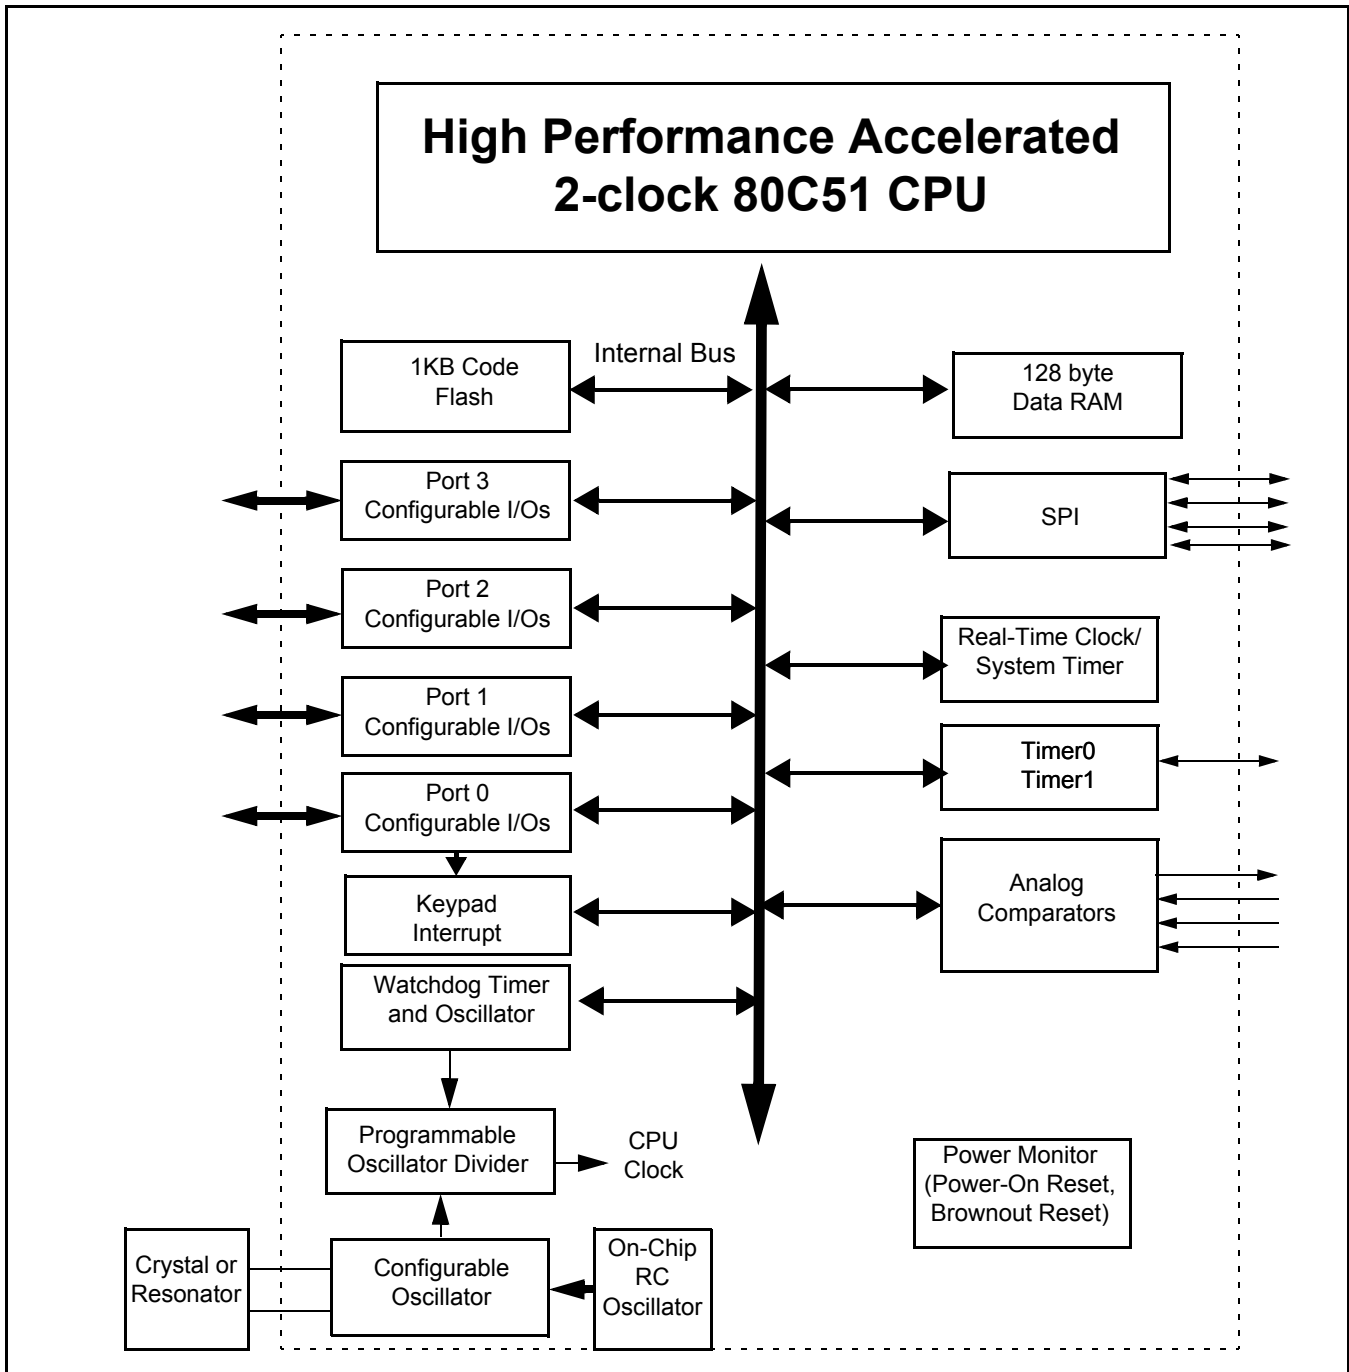 High Performance Accelerated
2-clock 80C51 CPU
1KB Code
Flash
Internal Bus
128 byte
Data RAM
Port 3
Configurable I/Os
SPI
Port 2
Configurable I/Os
Real-Time Clock/
System Timer
Port 1
Configurable I/Os
Timer0
Timer1
Port 0
Configurable I/Os
Analog
Comparators
Keypad
Interrupt
Watchdog Timer
and Oscillator
Programmable
Oscillator Divider
CPU
Clock
Power Monitor
(Power-On Reset,
Brownout Reset)
Crystal or
Resonator
Configurable
Oscillator
On-Chip
RC
Oscillator